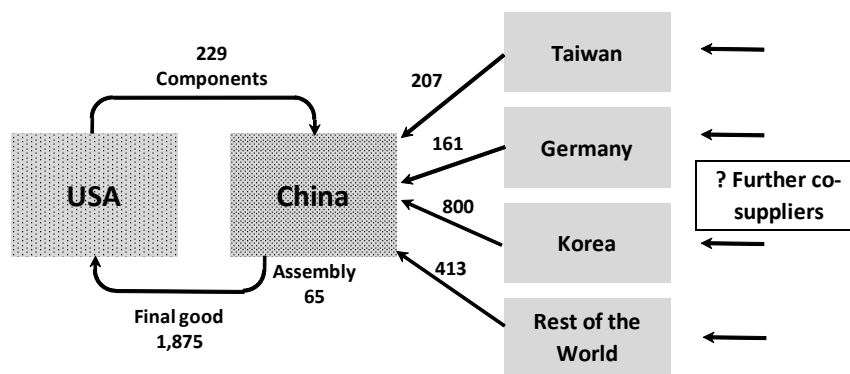 229
Components
USA
China
Assembly
65
Final good
1,875
207
161
800
413
Taiwan
Germany
Korea
Rest of the
World
? Further co-
suppliers